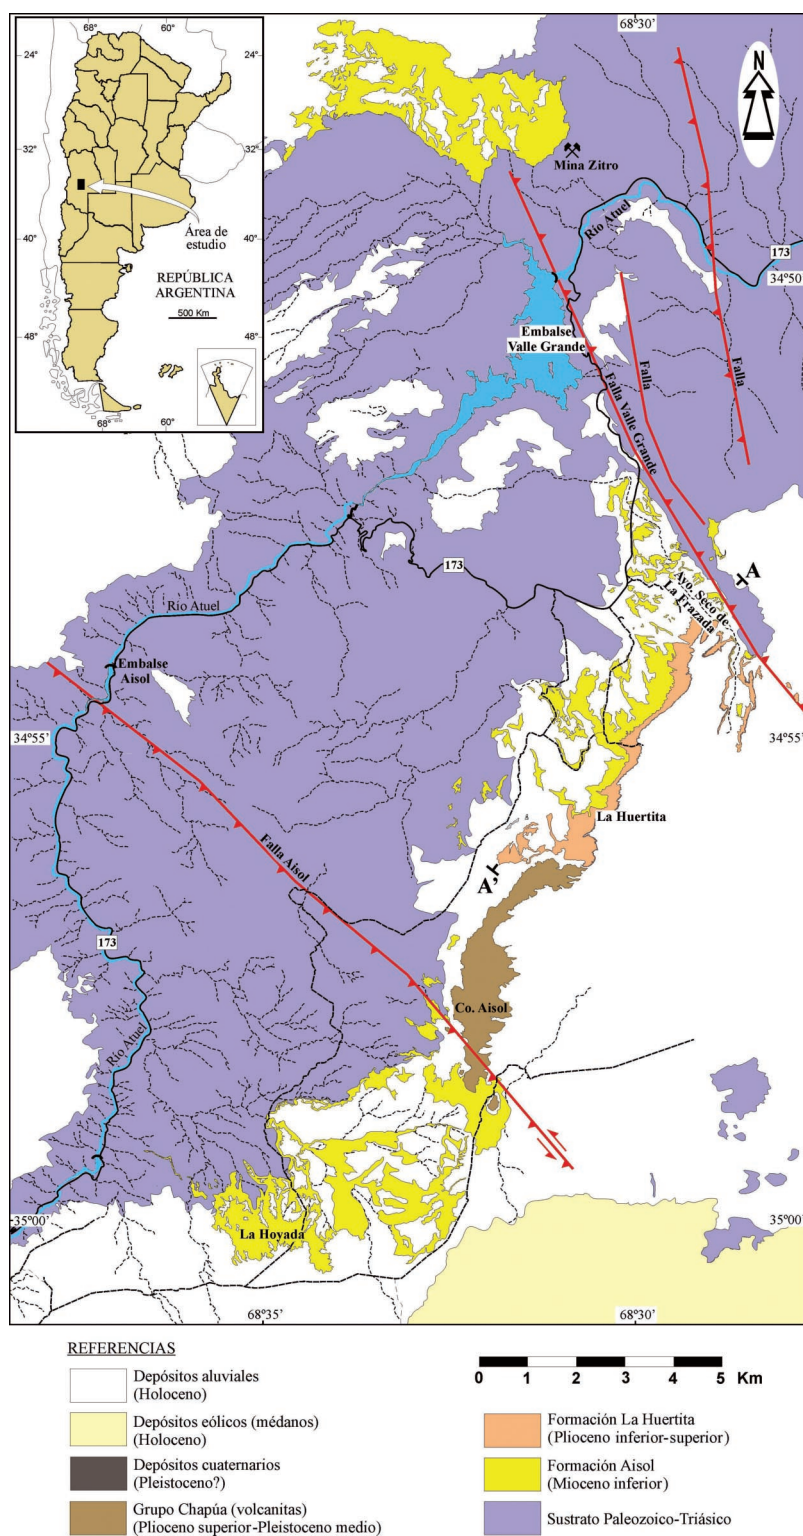 68°
60°
24°
24°
32°
32°
Área de
estudio
40°
40°
REPÚBLICA
ARGENTINA
500 Km
48°
48°
68°
60°
68°30'
N
Mina Zitro
Río Atuel
173
34°50'
Embalse
Valle Grande
Falla Valle Grande
Falla
Falla
173
A
Ayo. Seco de
La Frazada
Río Atuel
Embalse
Aisol
34°55'
34°55'
La Huertita
Falla Aisol
A'
173
Co. Aisol
Río Atuel
35°00'
35°00'
La Hoyada
68°35'
68°30'
REFERENCIAS
Depósitos aluviales
(Holoceno)
Depósitos eólicos (médanos)
(Holoceno)
Depósitos cuaternarios
(Pleistoceno?)
Grupo Chapúa (volcanitas)
(Plioceno superior-Pleistoceno medio)
0 1 2 3 4 5 Km
Formación La Huertita
(Plioceno inferior-superior)
Formación Aisol
(Mioceno inferior)
Sustrato Paleozoico-Triásico